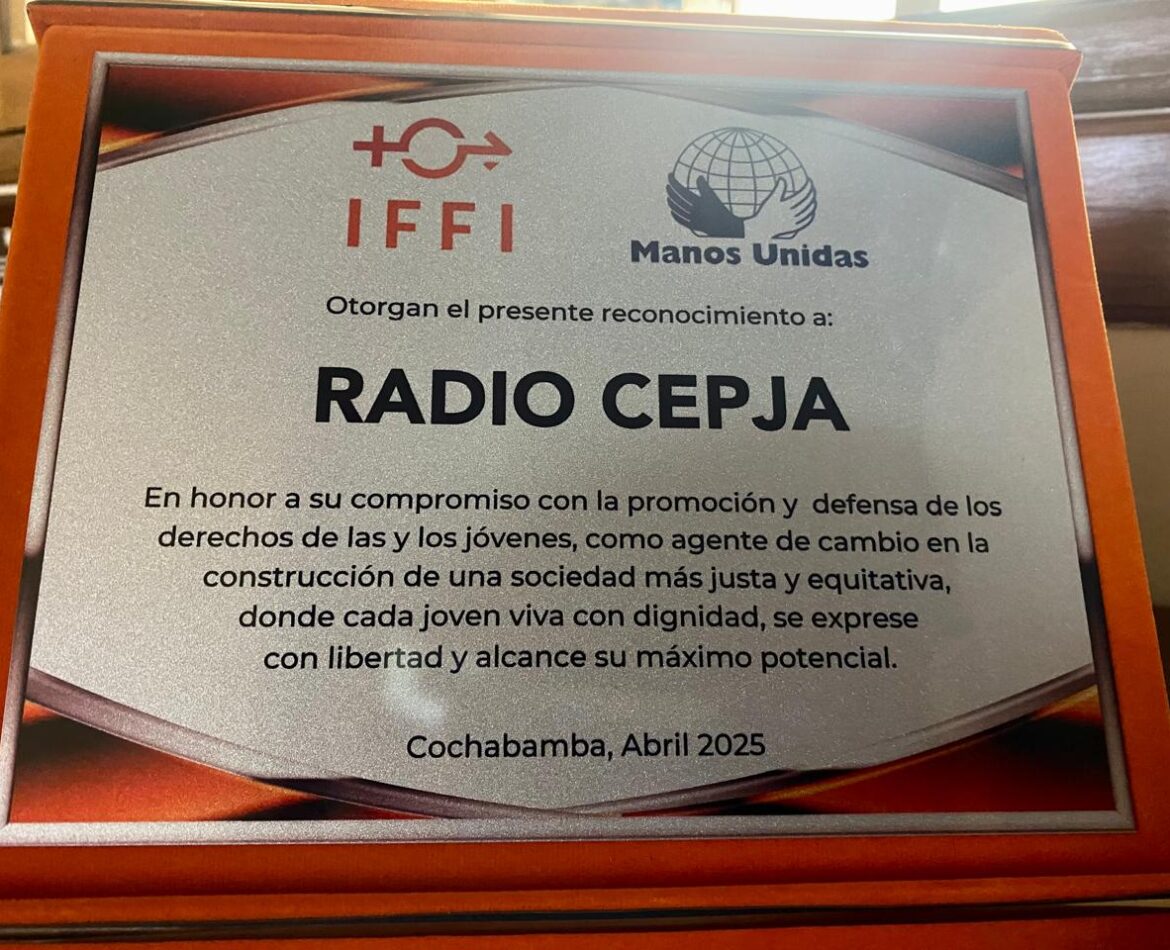 IFFI
Manos Unidas
Otorgan el presente reconocimiento a:
RADIO CEPJA
En honor a su compromiso con la promoción y defensa de los
derechos de las y los jóvenes, como agente de cambio en la
construcción de una sociedad más justa y equitativa,
donde cada joven viva con dignidad, se exprese
con libertad y alcance su máximo potencial.
Cochabamba, Abril 2025